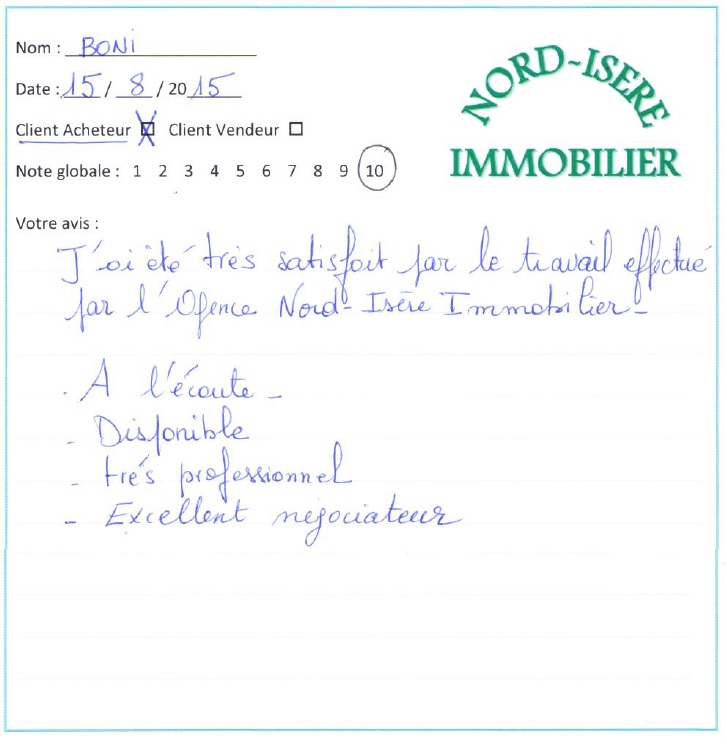 Nom : BONI
Date : 15 / 8 / 20 15
Client Acheteur ☒ Client Vendeur ☐
Note globale : 1 2 3 4 5 6 7 8 9 10
NORD-ISERE
IMMOBILIER
Votre avis :
J'ai été très satisfait par le travail effectué
par l'Agence Nord-Isère Immobilier-
- A l'écoute -
- Disponible
- très professionnel
- Excellent négociateur